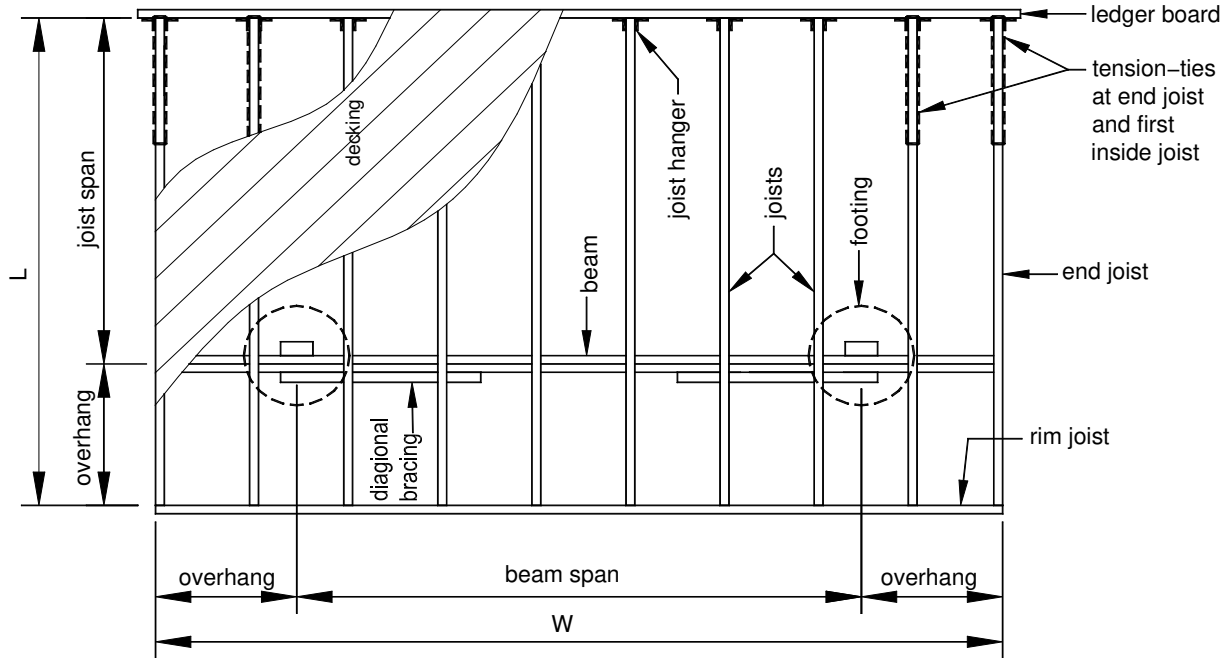 ledger board
tension-ties
at end joist
and first
inside joist
decking
joist hanger
joists
footing
joist span
L
beam
end joist
overhang
diagional
bracing
rim joist
overhang
beam span
overhang
W